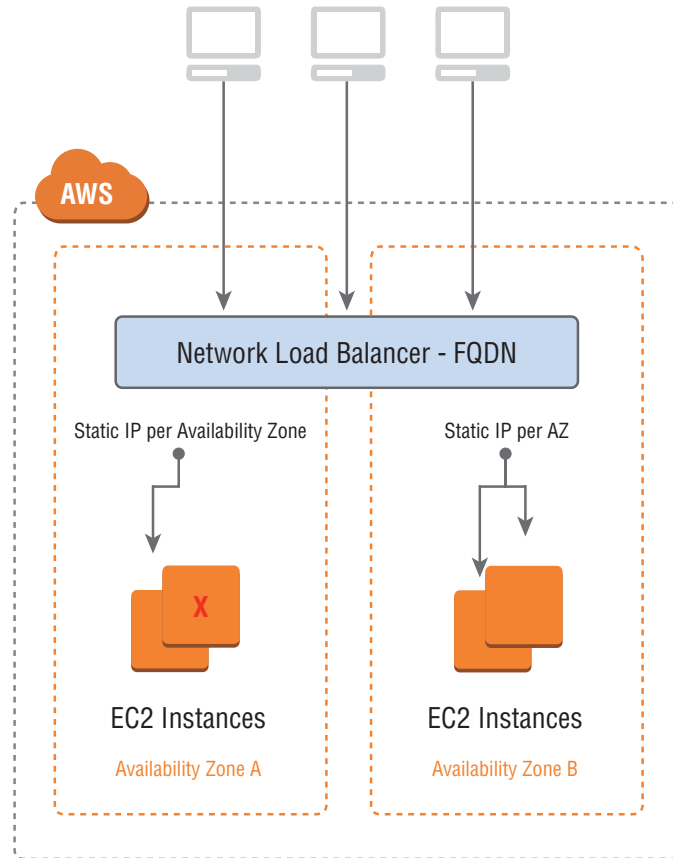 AWS
Network Load Balancer - FQDN
Static IP per Availability Zone
Static IP per AZ
X
EC2 Instances
EC2 Instances
Availability Zone A
Availability Zone B